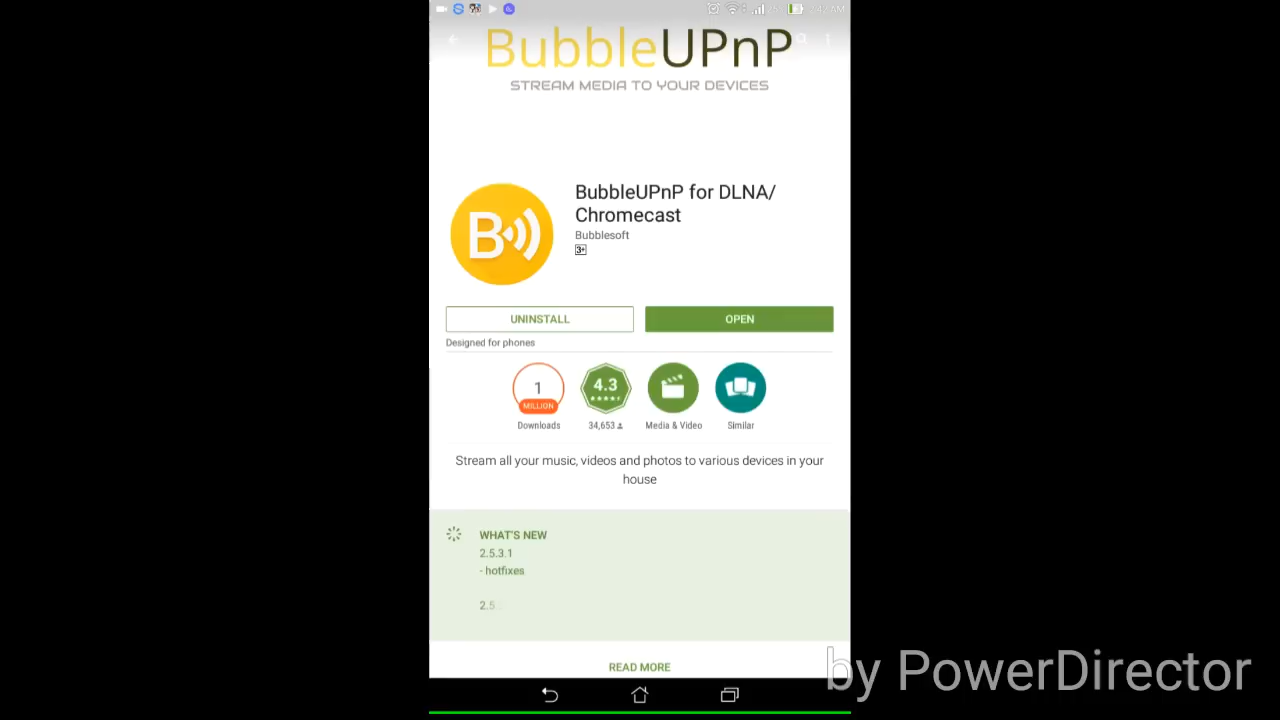 BubbleUPnP
STREAM MEDIA TO YOUR DEVICES
B
BubbleUPnP for DLNA/
Chromecast
Bubblesoft
3+
UNINSTALL
OPEN
Designed for phones
1
MILLION
4.3
Downloads
34,653
Media & Video
Similar
Stream all your music, videos and photos to various devices in your
house
WHAT'S NEW
2.5.3.1
- hotfixes
2.5
READ MORE
by PowerDirector